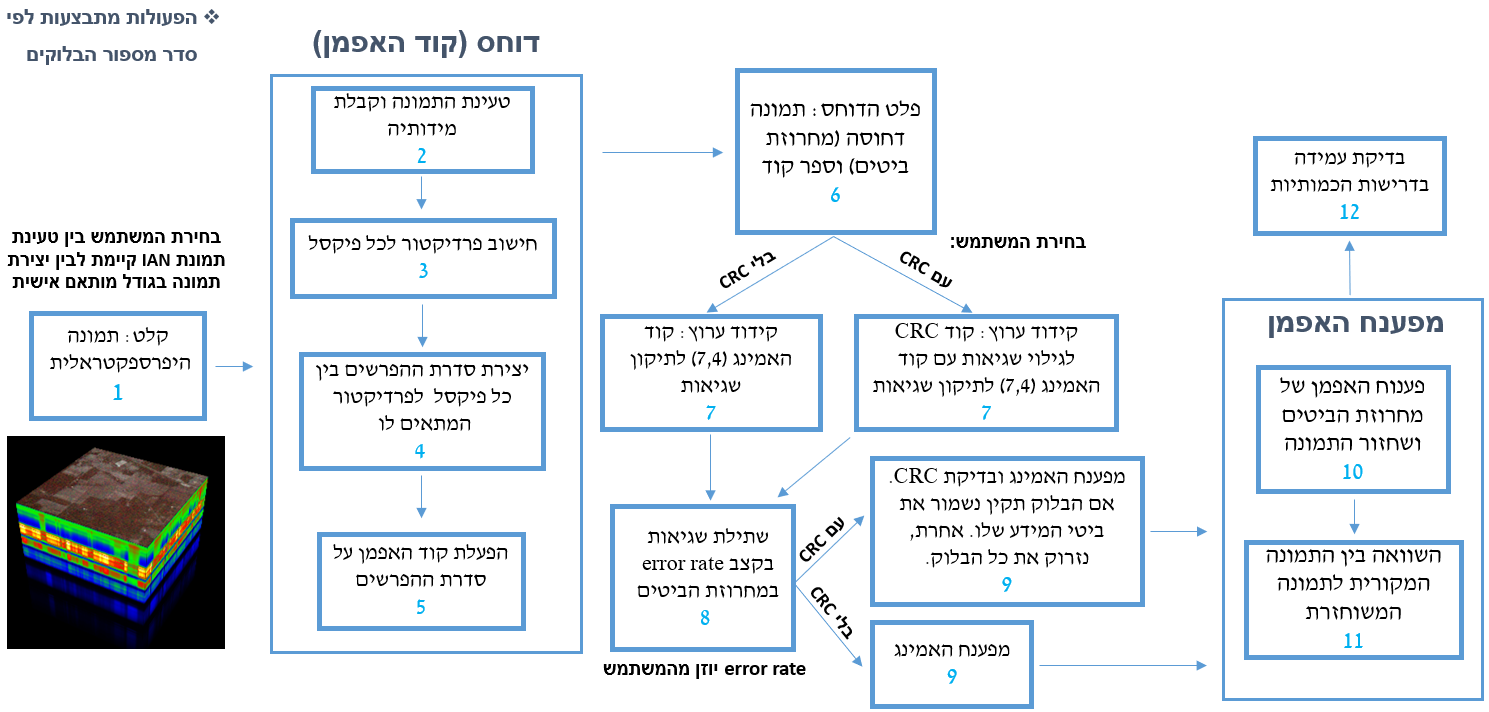 ❖ הפעולות מתבצעות לפי
סדר מספור הבלוקים
בחירת המשתמש בין טעינת
תמונת IAN קיימת לבין יצירת
תמונה בגודל מותאם אישית
קלט: תמונה
היפרספקטראלית
1
דוחס (קוד האפמן)
טעינת התמונה וקבלת
מידותיה
2
חישוב פרדיקטור לכל פיקסל
3
יצירת סדרת ההפרשים בין
כל פיקסל לפרדיקטור
המתאים לו
4
הפעלת קוד האפמן על
סדרת ההפרשים
5
פלט הדוחס: תמונה
דחוסה (מחרוזת
ביטים) וספר קוד
6
בחירת המשתמש:
בלי CRC
עם CRC
קידוד ערוץ: קוד
האמינג (7,4) לתיקון
שגיאות
7
קידוד ערוץ: קוד CRC
לגילוי שגיאות עם קוד
האמינג (7,4) לתיקון שגיאות
7
שתילת שגיאות
בקצב error rate
במחרוזת הביטים
8
error rate יוזן מהמשתמש
עם CRC
בלי CRC
מפענח האמינג ובדיקת CRC.
אם הבלוק תקין נשמור את
ביטי המידע שלו. אחרת,
נזרוק את כל הבלוק.
9
מפענח האמינג
9
מפענח האפמן
פענוח האפמן של
מחרוזת הביטים
ושחזור התמונה
10
השוואה בין התמונה
המקורית לתמונה
המשוחזרת
11
בדיקת עמידה
בדרישות הכמותיות
12